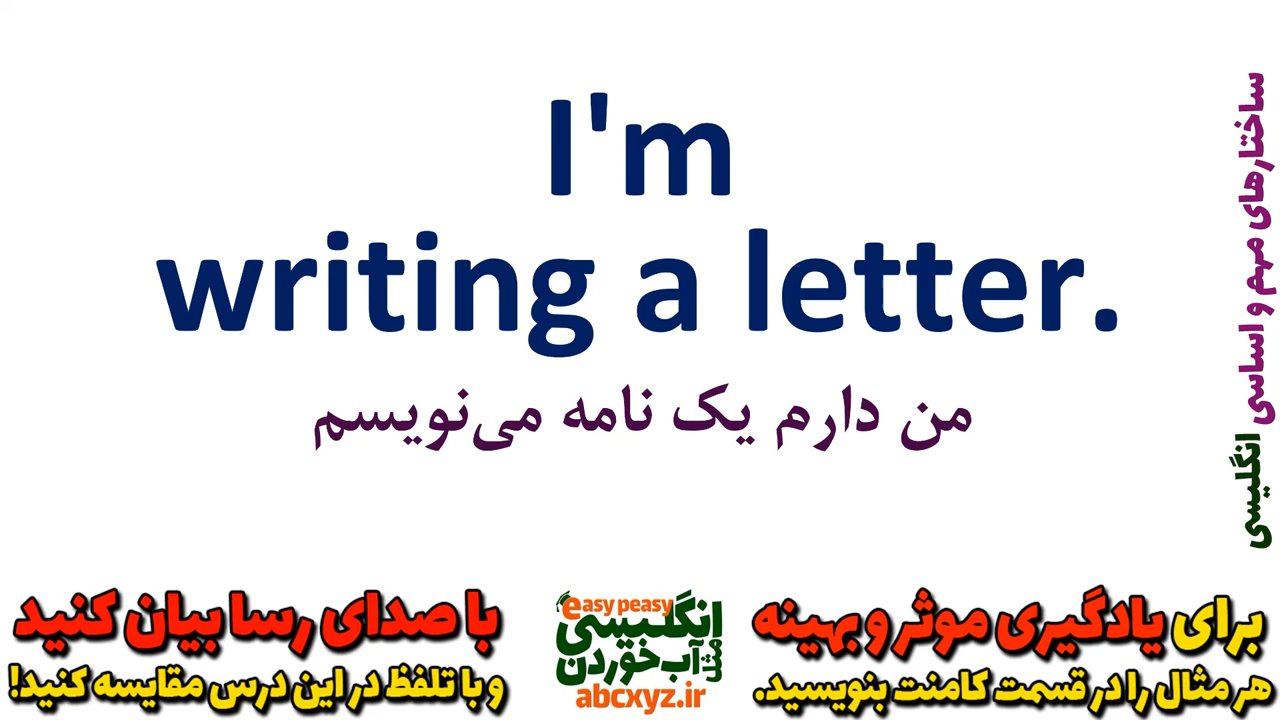 I'm
writing a letter.
من دارم یک نامه می‌نویسم
ساختارهای مهم و اساسی انگلیسی
برای یادگیری موثر و بهینه
هر مثال را در قسمت کامنت بنویسید.
easy peasy
انگلیسی
مثل آب خوردن
abcxyz.ir
با صدای رسا بیان کنید
و با تلفظ در این درس مقایسه کنید!